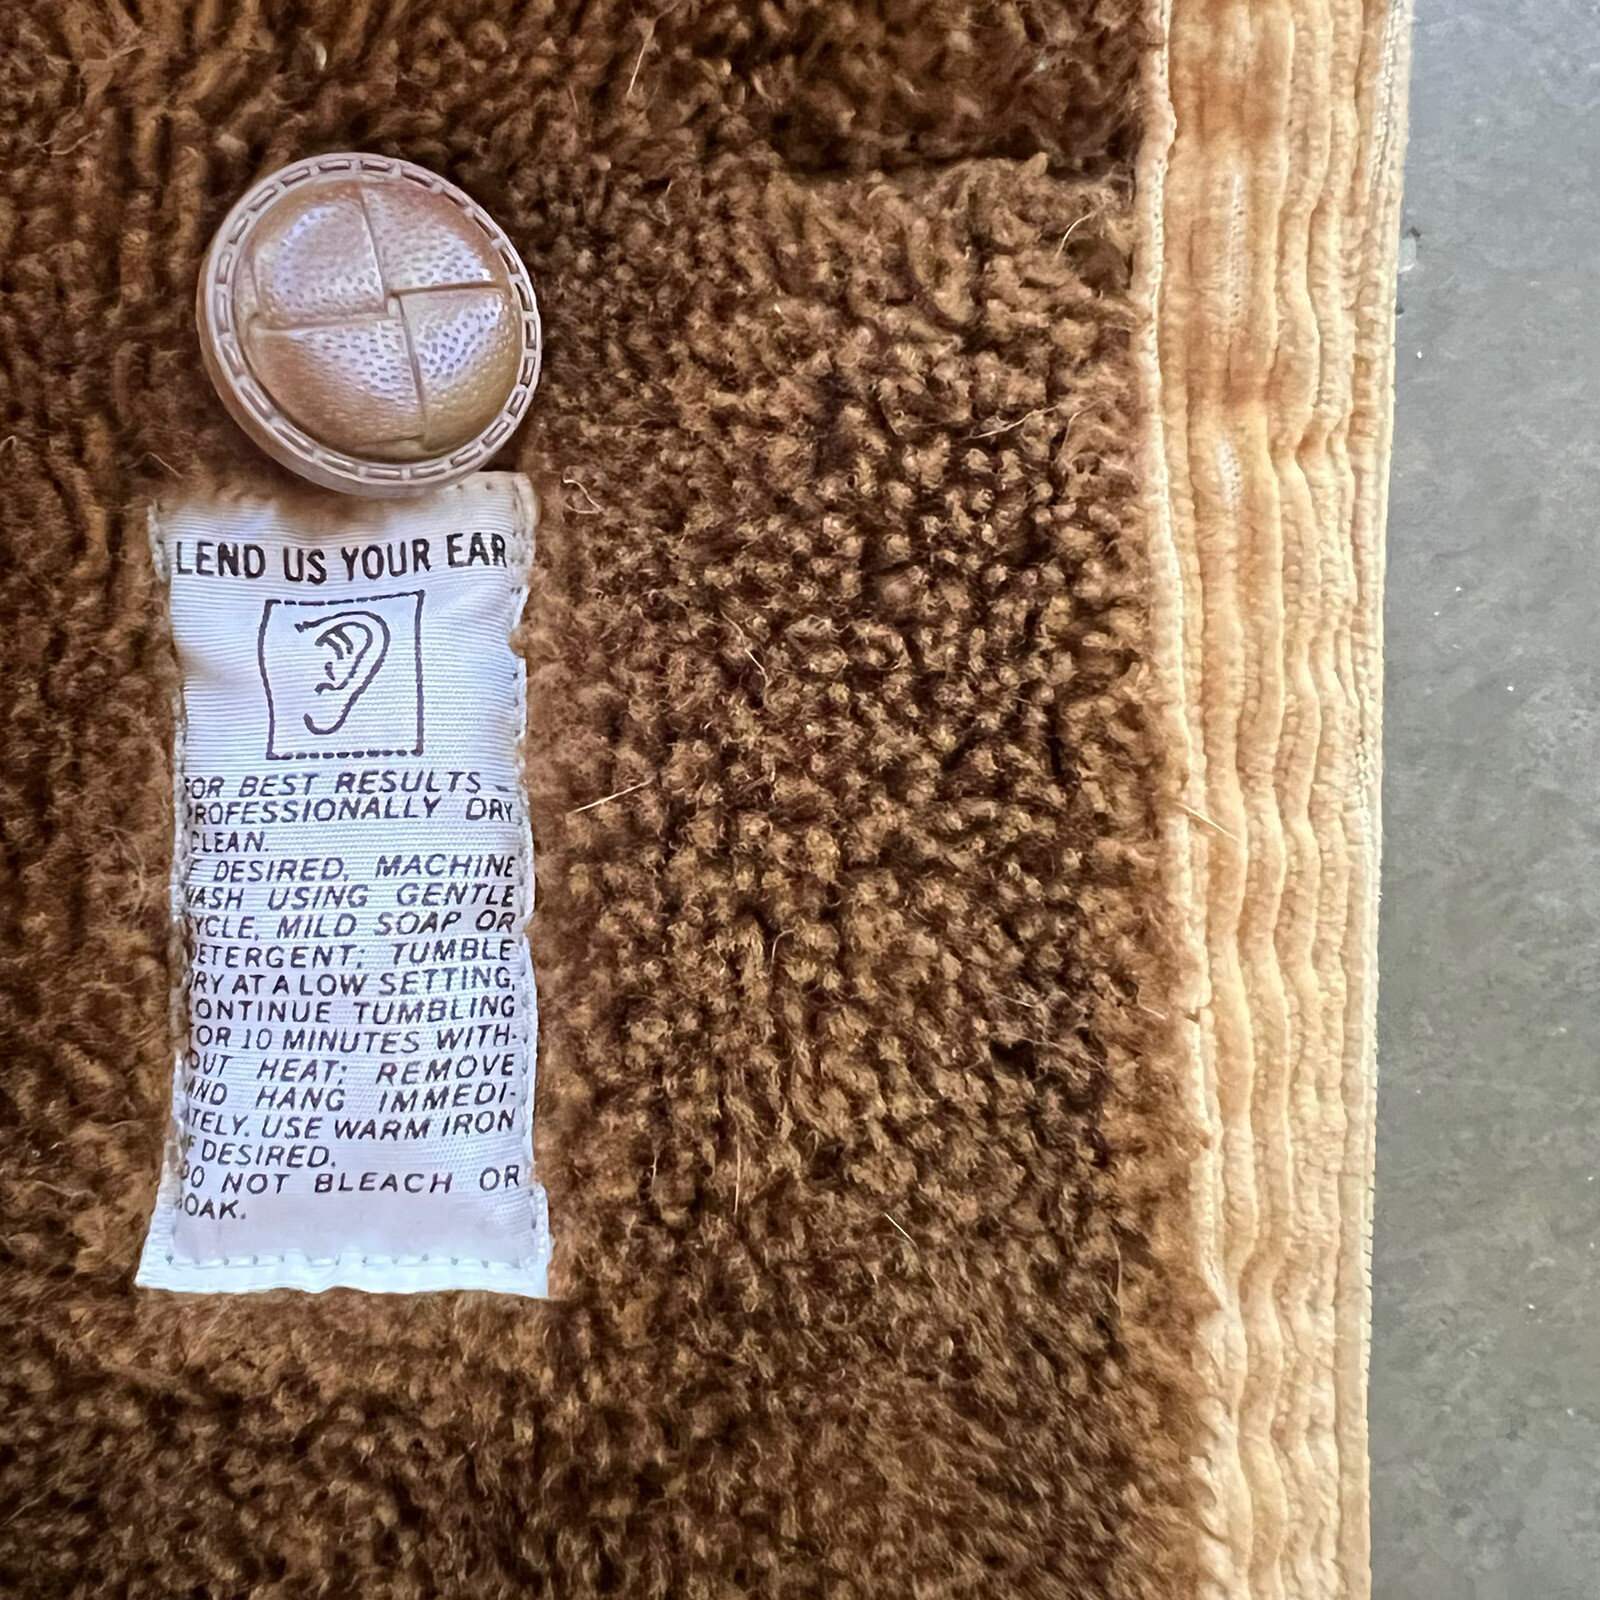 LEND US YOUR EAR
FOR BEST RESULTS -
PROFESSIONALLY DRY
CLEAN.
IF DESIRED, MACHINE
WASH USING GENTLE
CYCLE, MILD SOAP OR
DETERGENT; TUMBLE
DRY AT A LOW SETTING,
CONTINUE TUMBLING
FOR 10 MINUTES WITH-
OUT HEAT; REMOVE
AND HANG IMMEDI-
ATELY. USE WARM IRON
IF DESIRED.
DO NOT BLEACH OR
SOAK.